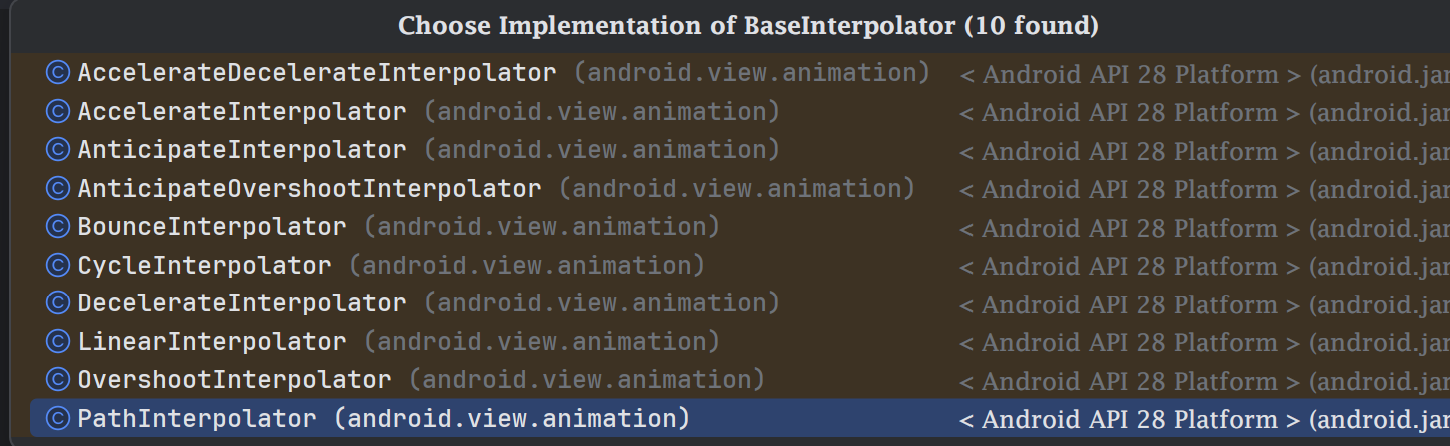 Choose Implementation of BaseInterpolator (10 found)
AccelerateDecelerateInterpolator (android.view.animation) < Android API 28 Platform > (android.jar
AccelerateInterpolator (android.view.animation) < Android API 28 Platform > (android.jar
AnticipateInterpolator (android.view.animation) < Android API 28 Platform > (android.jar
AnticipateOvershootInterpolator (android.view.animation) < Android API 28 Platform > (android.jar
BounceInterpolator (android.view.animation) < Android API 28 Platform > (android.jar
CycleInterpolator (android.view.animation) < Android API 28 Platform > (android.jar
DecelerateInterpolator (android.view.animation) < Android API 28 Platform > (android.jar
LinearInterpolator (android.view.animation) < Android API 28 Platform > (android.jar
OvershootInterpolator (android.view.animation) < Android API 28 Platform > (android.jar
PathInterpolator (android.view.animation) < Android API 28 Platform > (android.jar